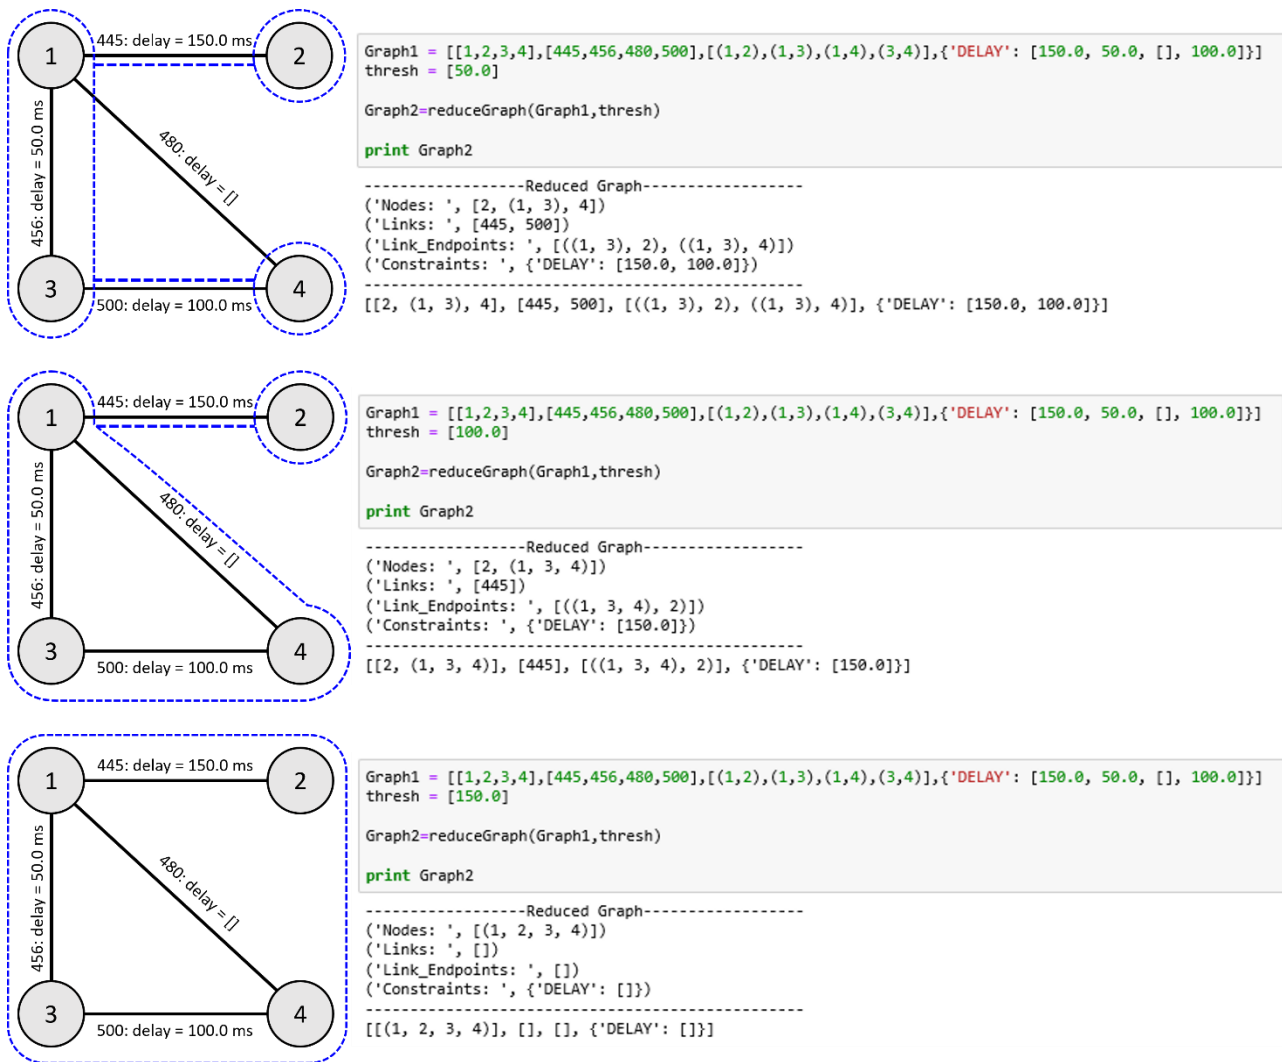 1
445: delay = 150.0 ms
2
456: delay = 50.0 ms
480: delay = []
3
500: delay = 100.0 ms
4
Graph1 = [[1,2,3,4],[445,456,480,500],[(1,2),(1,3),(1,4),(3,4)],{'DELAY': [150.0, 50.0, [], 100.0]}]
thresh = [50.0]
Graph2=reduceGraph(Graph1,thresh)
print Graph2
------------------Reduced Graph------------------
('Nodes: ', [2, (1, 3), 4])
('Links: ', [445, 500])
('Link_Endpoints: ', [((1, 3), 2), ((1, 3), 4)])
('Constraints: ', {'DELAY': [150.0, 100.0]})
-------------------------------------------------
[[2, (1, 3), 4], [445, 500], [((1, 3), 2), ((1, 3), 4)], {'DELAY': [150.0, 100.0]}]
1
445: delay = 150.0 ms
2
456: delay = 50.0 ms
480: delay = []
3
500: delay = 100.0 ms
4
Graph1 = [[1,2,3,4],[445,456,480,500],[(1,2),(1,3),(1,4),(3,4)],{'DELAY': [150.0, 50.0, [], 100.0]}]
thresh = [100.0]
Graph2=reduceGraph(Graph1,thresh)
print Graph2
------------------Reduced Graph------------------
('Nodes: ', [2, (1, 3, 4)])
('Links: ', [445])
('Link_Endpoints: ', [((1, 3, 4), 2)])
('Constraints: ', {'DELAY': [150.0]})
-------------------------------------------------
[[2, (1, 3, 4)], [445], [((1, 3, 4), 2)], {'DELAY': [150.0]}]
1
445: delay = 150.0 ms
2
456: delay = 50.0 ms
480: delay = []
3
500: delay = 100.0 ms
4
Graph1 = [[1,2,3,4],[445,456,480,500],[(1,2),(1,3),(1,4),(3,4)],{'DELAY': [150.0, 50.0, [], 100.0]}]
thresh = [150.0]
Graph2=reduceGraph(Graph1,thresh)
print Graph2
------------------Reduced Graph------------------
('Nodes: ', [(1, 2, 3, 4)])
('Links: ', [])
('Link_Endpoints: ', [])
('Constraints: ', {'DELAY': []})
-------------------------------------------------
[[(1, 2, 3, 4)], [], [], {'DELAY': []}]